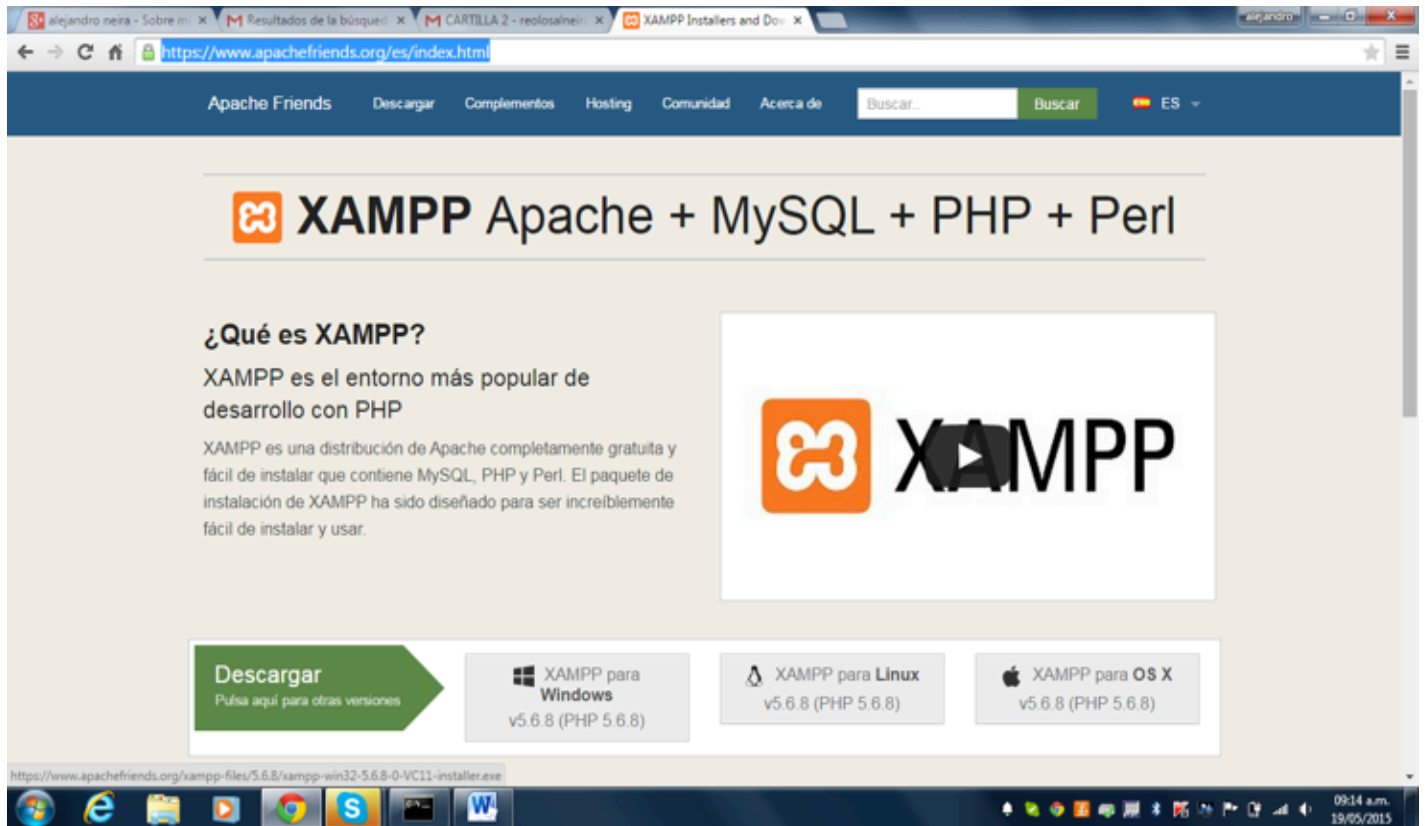 alejandro neira - Sobre mi
Resultados de la búsqued
CARTILLA 2 - reolosalnein
XAMPP Installers and Dow
alejandro
https://www.apachefriends.org/es/index.html
Apache Friends Descargar Complementos Hosting Comunidad Acerca de Buscar... Buscar ES
XAMPP Apache + MySQL + PHP + Perl
¿Qué es XAMPP?
XAMPP es el entorno más popular de
desarrollo con PHP
XAMPP es una distribución de Apache completamente gratuita y
fácil de instalar que contiene MySQL, PHP y Perl. El paquete de
instalación de XAMPP ha sido diseñado para ser increíblemente
fácil de instalar y usar.
XAMPP
Descargar
Pulsa aquí para otras versiones
XAMPP para
Windows
v5.6.8 (PHP 5.6.8)
XAMPP para Linux
v5.6.8 (PHP 5.6.8)
XAMPP para OS X
v5.6.8 (PHP 5.6.8)
https://www.apachefriends.org/xampp-files/5.6.8/xampp-win32-5.6.8-0-VC11-installer.exe
09:14 a.m.
19/05/2015